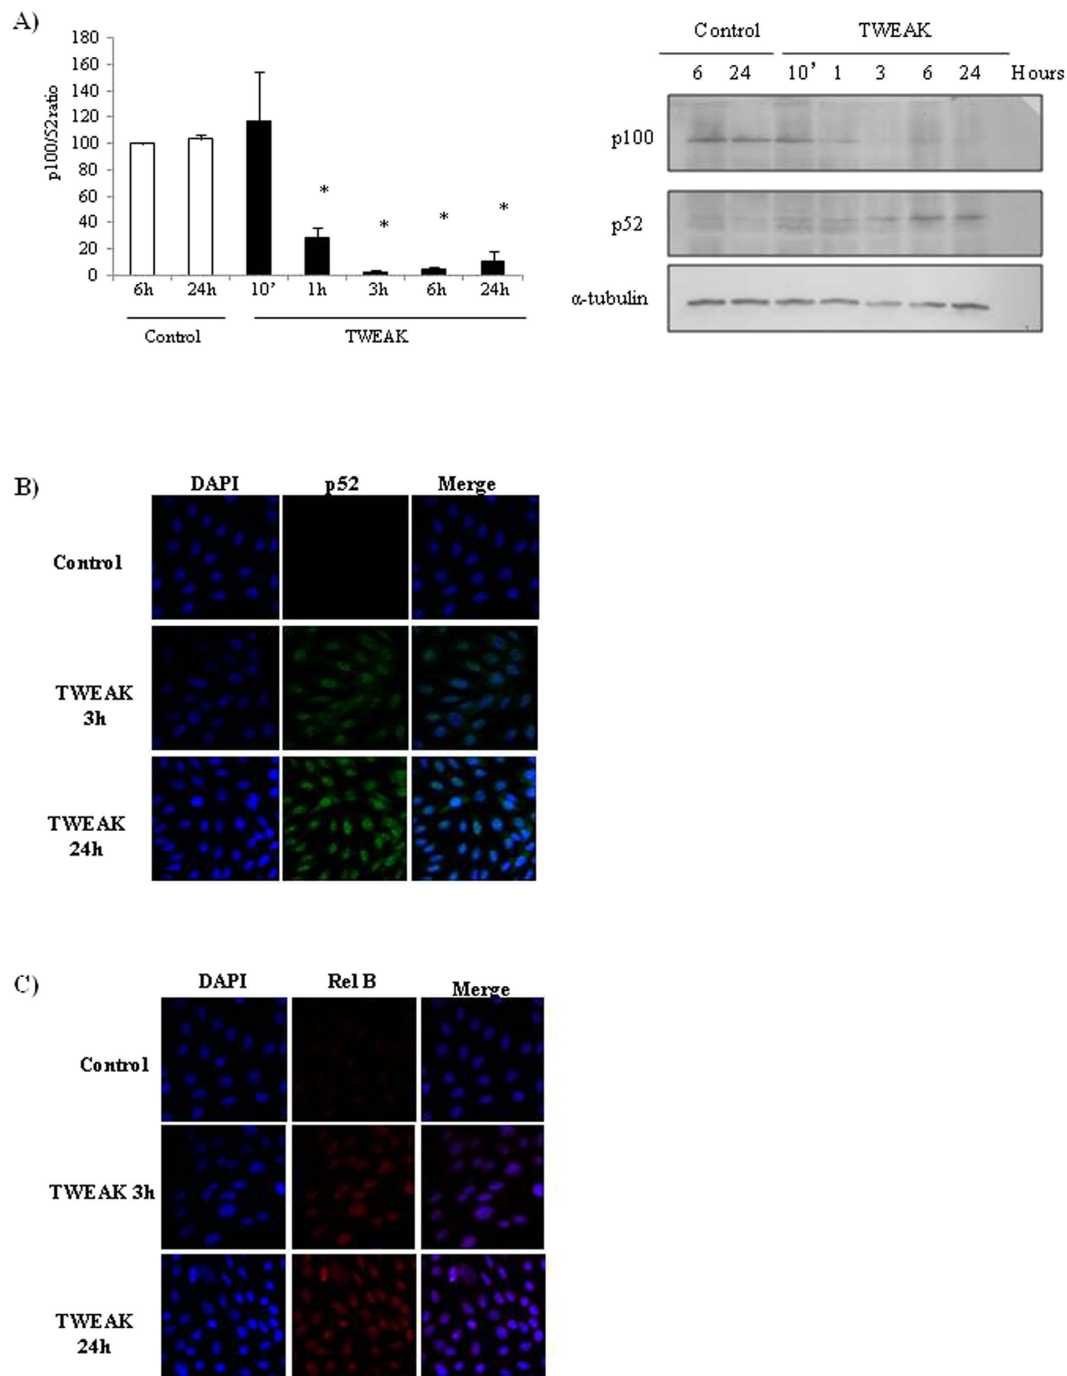 A)
180
160
140
120
100
80
60
40
20
0
p100/52ratio
*
*
*
*
6h 24h 10’ 1h 3h 6h 24h
Control TWEAK
Control TWEAK
6 24 10’ 1 3 6 24 Hours
p100
p52
α-tubulin
B)
DAPI p52 Merge
Control
TWEAK
3h
TWEAK
24h
C)
DAPI Rel B Merge
Control
TWEAK 3h
TWEAK
24h